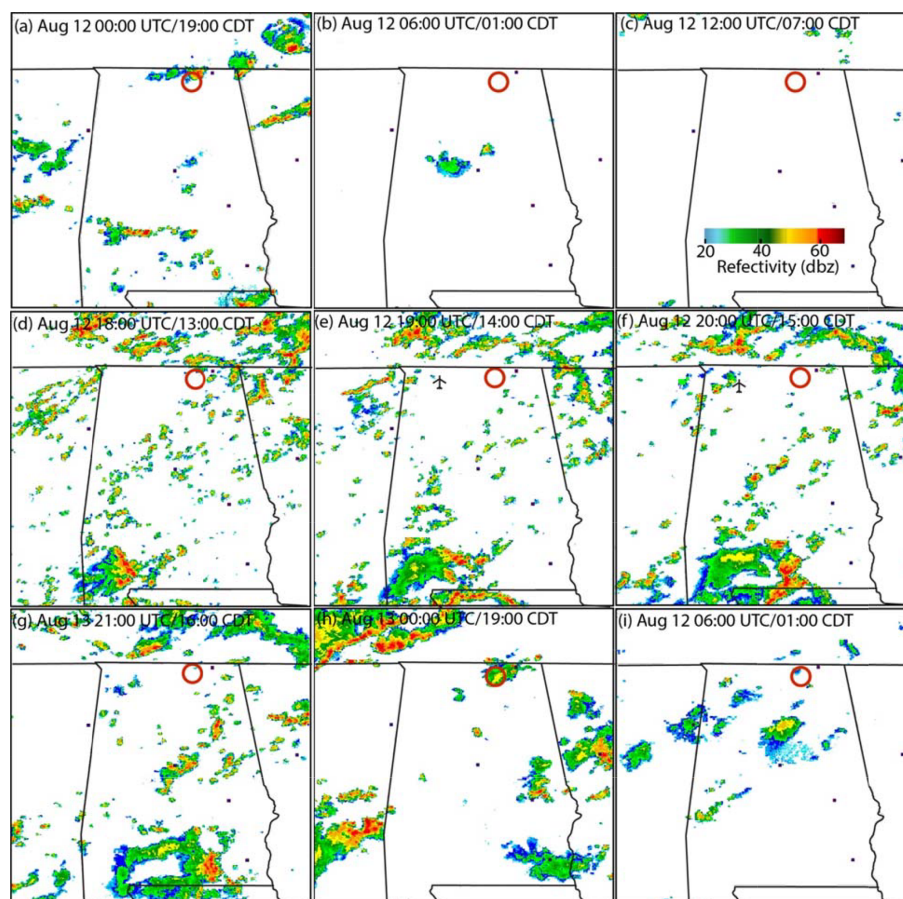 (a) Aug 12 00:00 UTC/19:00 CDT
(b) Aug 12 06:00 UTC/01:00 CDT
(c) Aug 12 12:00 UTC/07:00 CDT
20 40 60
Refectivity (dbz)
(d) Aug 12 18:00 UTC/13:00 CDT
(e) Aug 12 19:00 UTC/14:00 CDT
(f) Aug 12 20:00 UTC/15:00 CDT
(g) Aug 13 21:00 UTC/16:00 CDT
(h) Aug 13 00:00 UTC/19:00 CDT
(i) Aug 12 06:00 UTC/01:00 CDT